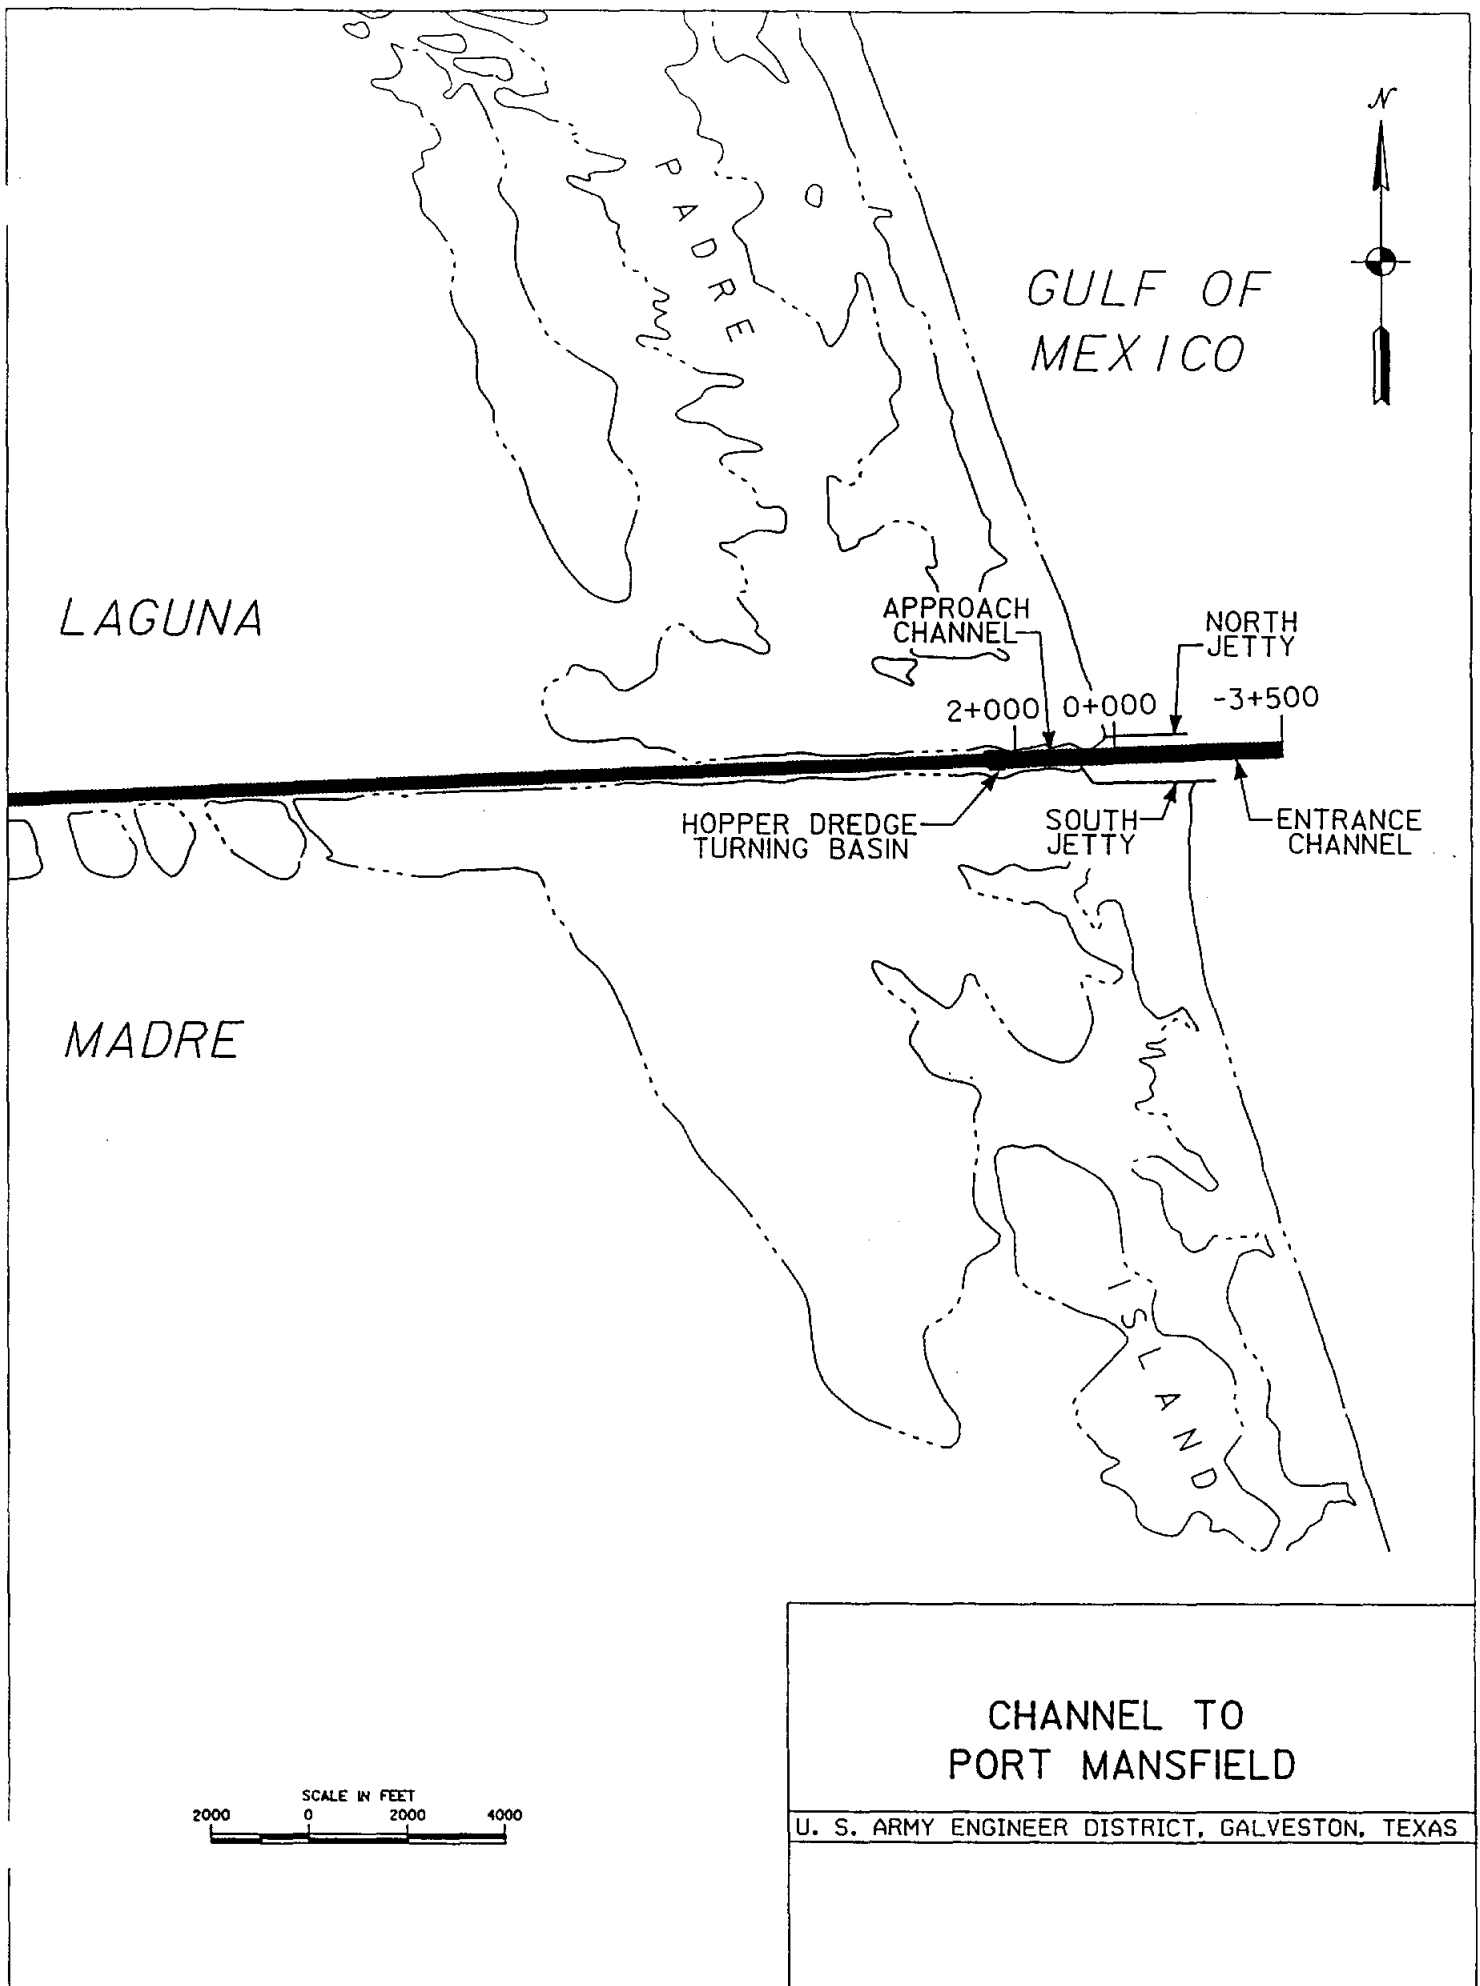 N
PADRE
GULF OF
MEXICO
LAGUNA
APPROACH
CHANNEL
NORTH
JETTY
2+000
0+000
-3+500
HOPPER DREDGE
TURNING BASIN
SOUTH
JETTY
ENTRANCE
CHANNEL
MADRE
ISLAND
CHANNEL TO
PORT MANSFIELD
SCALE IN FEET
2000 0 2000 4000
U. S. ARMY ENGINEER DISTRICT, GALVESTON, TEXAS